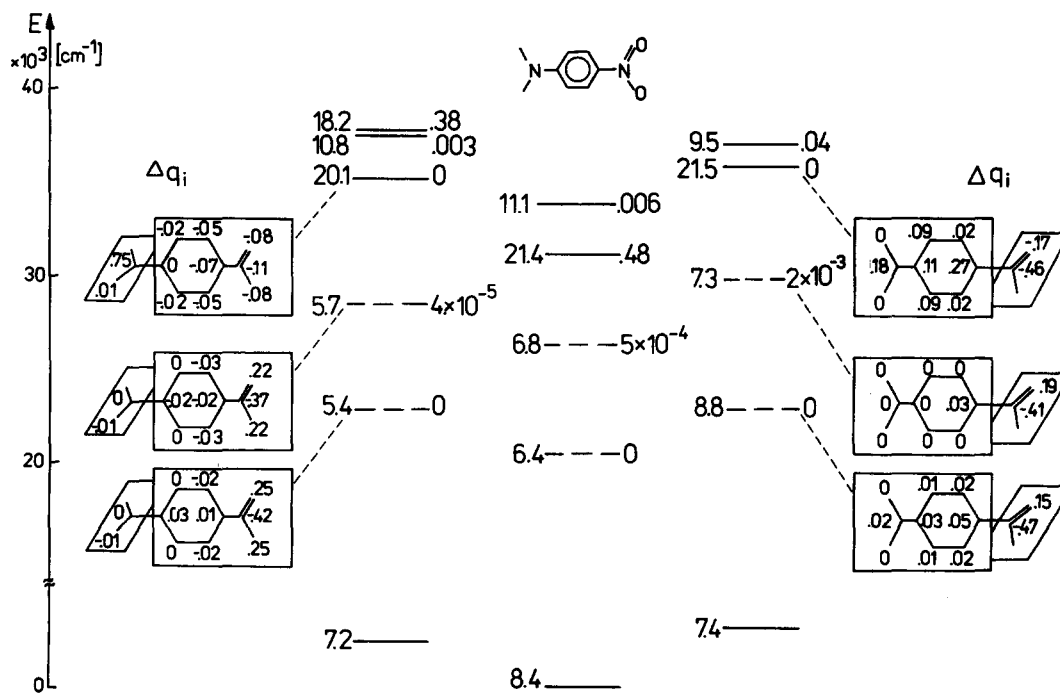 E
×10³ [cm⁻¹]
40
30
20
0
Δqi
Δqi
N
N
O
O
18.2 .38
10.8 .003
20.1 0
5.7 4×10⁻⁵
5.4 0
7.2
11.1 .006
21.4 .48
6.8 5×10⁻⁴
6.4 0
8.4
9.5 .04
21.5 0
7.3 2×10⁻³
8.8 0
7.4
-.02 -.05 -.08
.75 0 -.07 -.11
.01 -.02 -.05 -.08
0 -.03 .22
0 .02 -.02 -.37
-.01 0 -.03 .22
0 -.02 .25
0 .03 .01 -.42
-.01 0 -.02 .25
0 .09 .02 -.17
.18 .11 .27 -.46
0 .09 .02
0 0 0 .19
0 0 .03 -.41
0 0 0
0 .01 .02 .15
.02 .03 .05 -.47
0 .01 .02